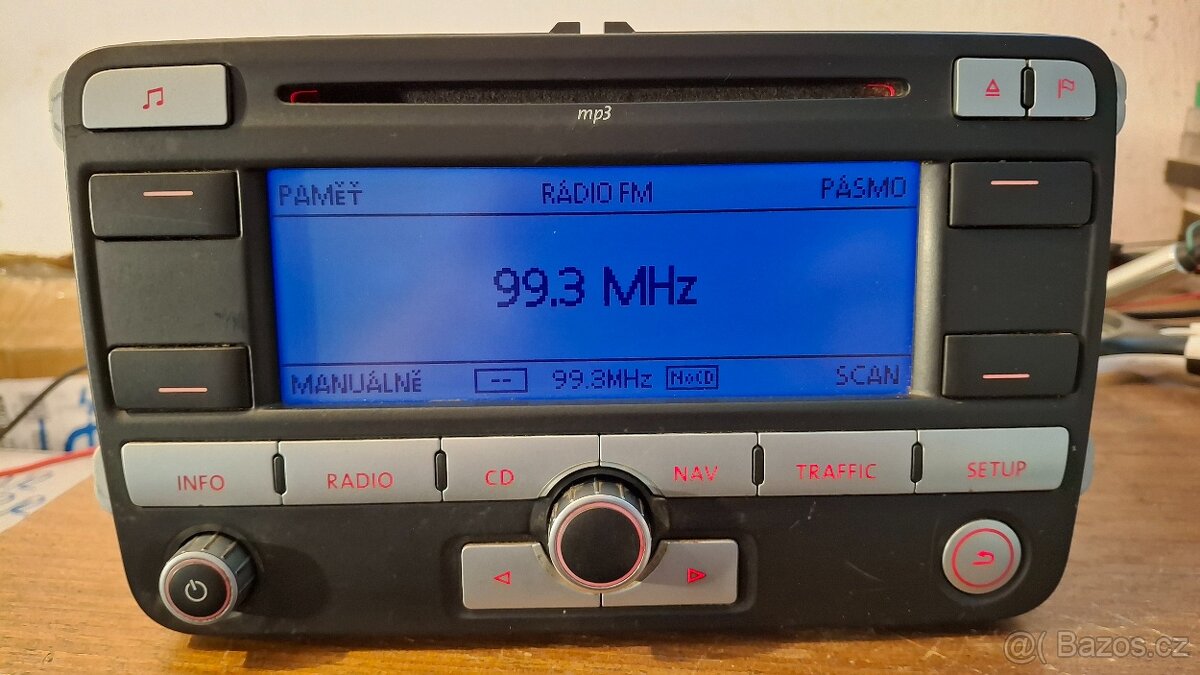 mp3
PAMĚŤ RÁDIO FM PÁSMO
99.3 MHz
MANUÁLNĚ -- 99.3MHz NoCD SCAN
INFO RADIO CD NAV TRAFFIC SETUP
@( Bazos.cz